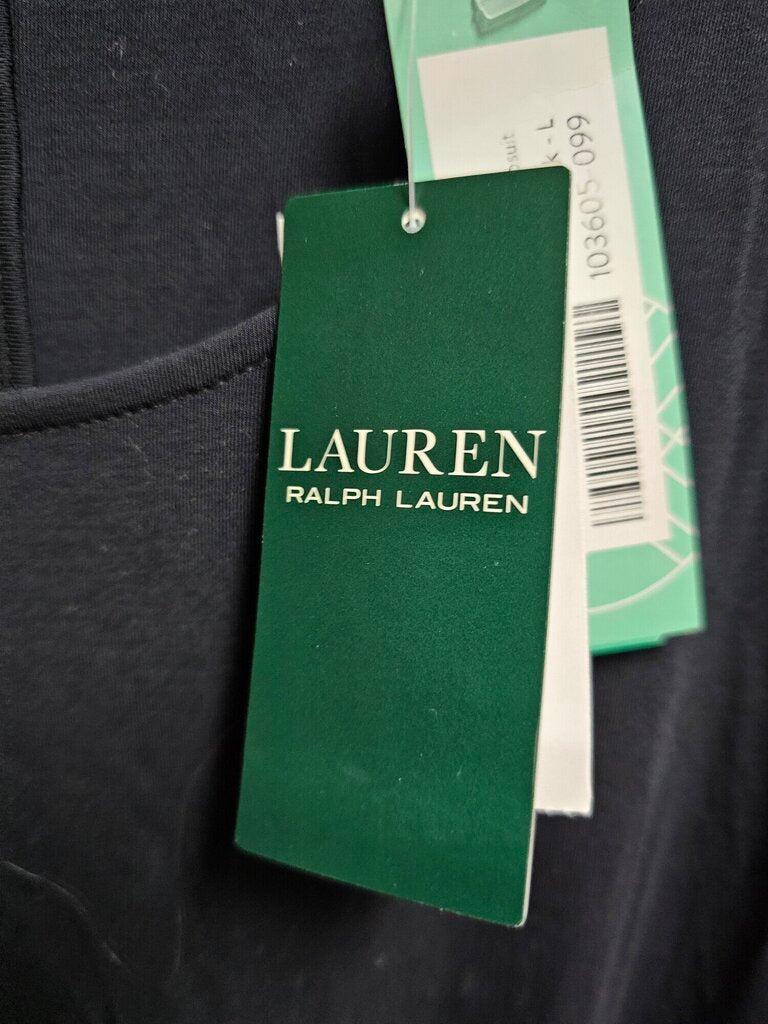 LAUREN
RALPH LAUREN
- L
103605-099